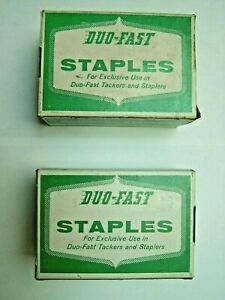 DUO-FAST
STAPLES
For Exclusive Use in
Duo-Fast Tackers and Staplers
DUO-FAST
STAPLES
For Exclusive Use in
Duo-Fast Tackers and Staplers